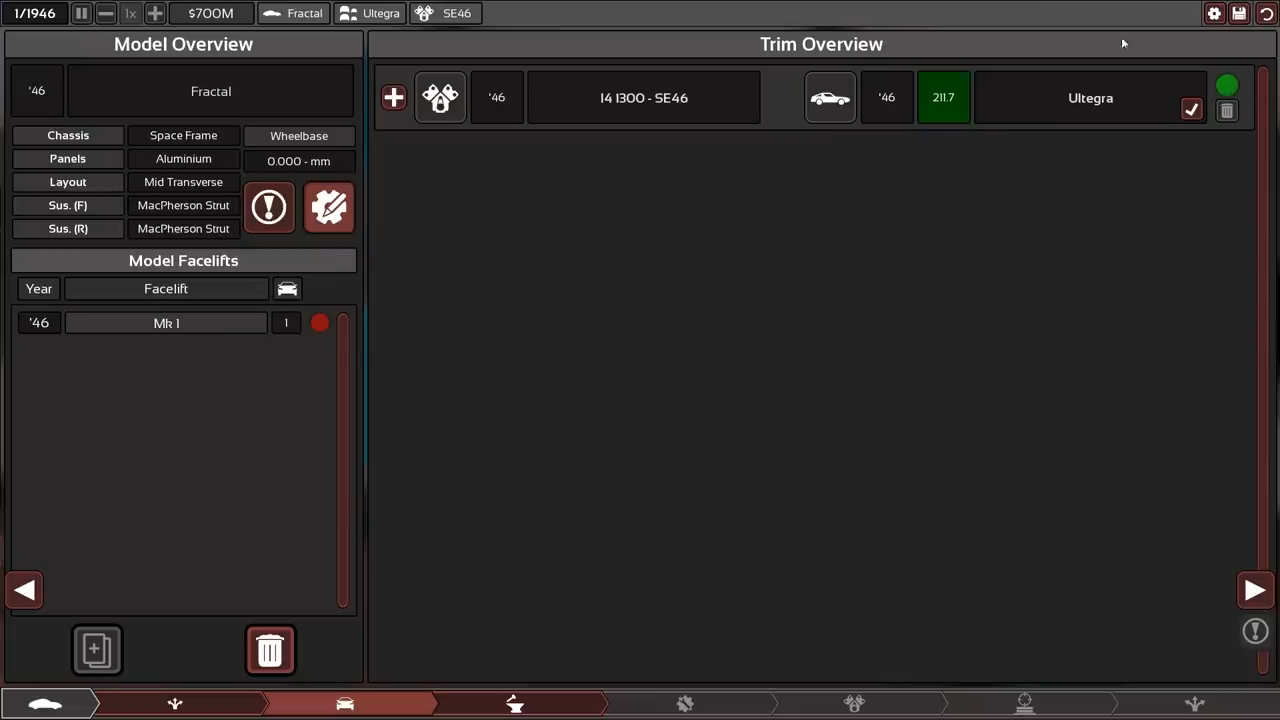 1/1946 1x $700M Fractal Ultegra SE46
Model Overview
'46 Fractal
Chassis Space Frame Wheelbase
Panels Aluminium 0.000 - mm
Layout Mid Transverse
Sus. (F) MacPherson Strut
Sus. (R) MacPherson Strut
Model Facelifts
Year Facelift
'46 Mk 1 1
Trim Overview
'46 I4 1300 - SE46 '46 211.7 Ultegra